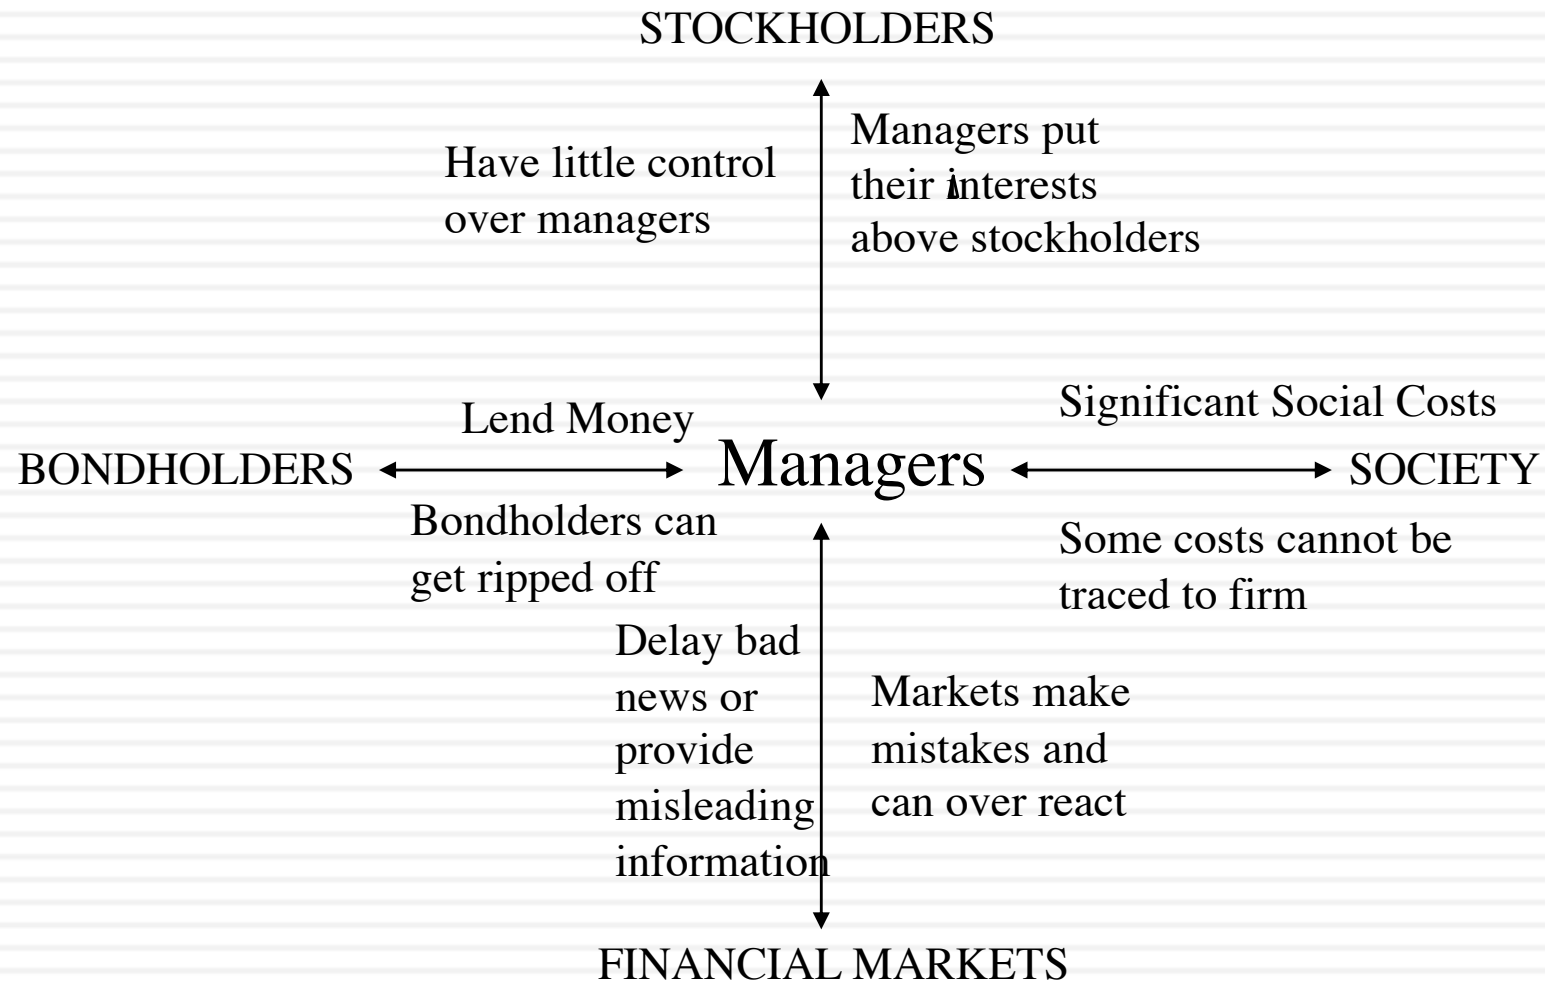 STOCKHOLDERS
Have little control
over managers
Managers put
their interests
above stockholders
Lend Money
Significant Social Costs
BONDHOLDERS
Managers
SOCIETY
Bondholders can
get ripped off
Some costs cannot be
traced to firm
Delay bad
news or
provide
misleading
information
Markets make
mistakes and
can over react
FINANCIAL MARKETS